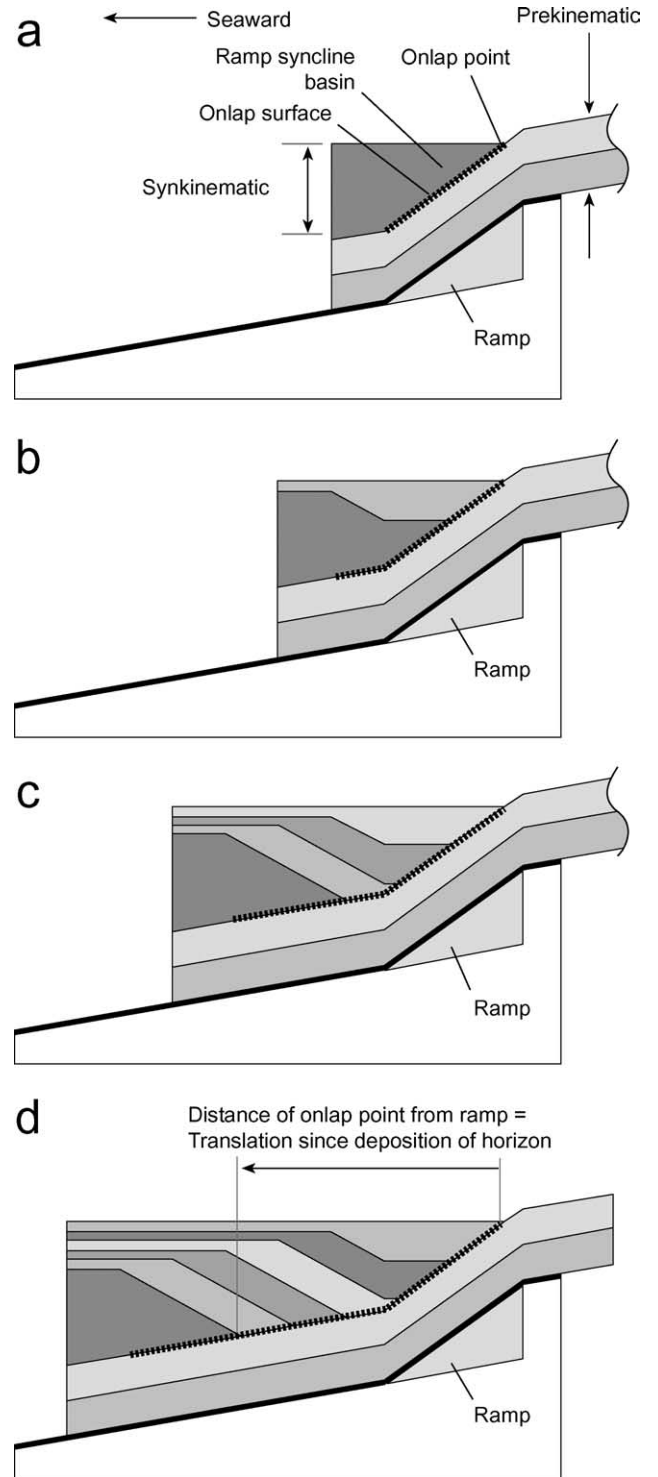 a
Seaward
Prekinematic
Ramp syncline
basin
Onlap point
Onlap surface
Synkinematic
Ramp
b
Ramp
c
Ramp
d
Distance of onlap point from ramp =
Translation since deposition of horizon
Ramp